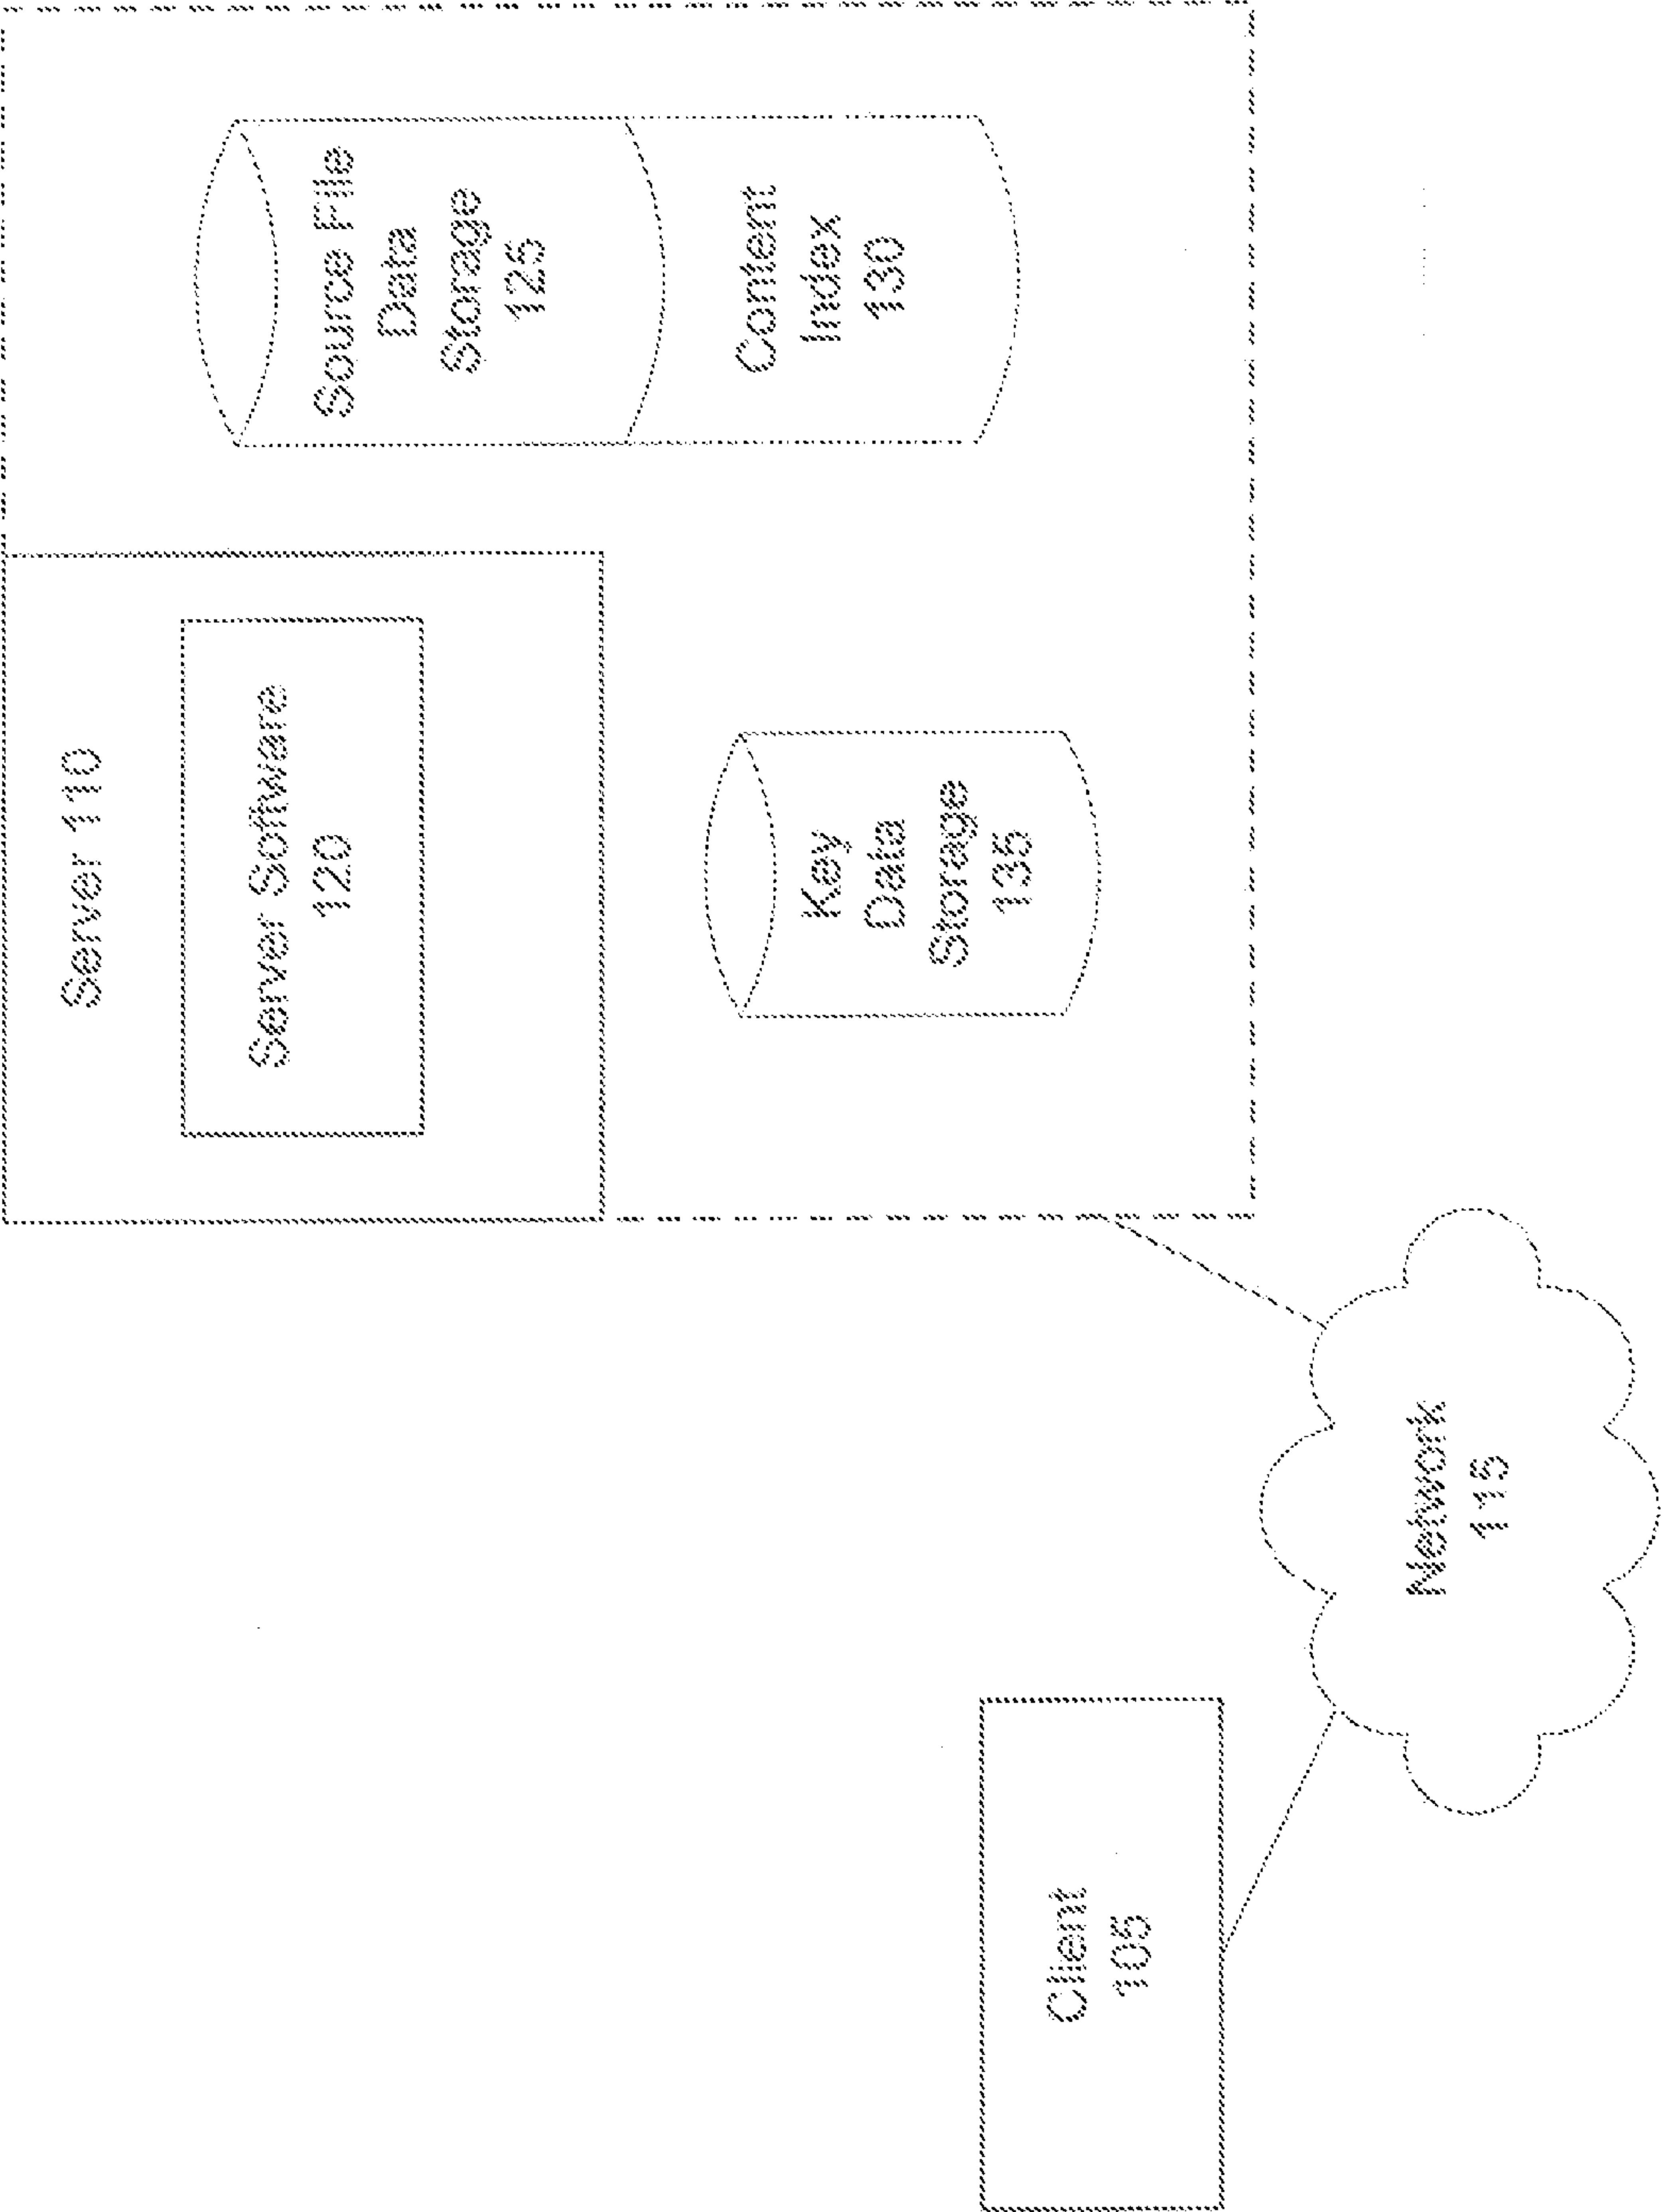 Server 110
Server Software
120
Source File
Data
Storage
125
Content
Index
130
Key
Data
Storage
135
Client
105
Network
115